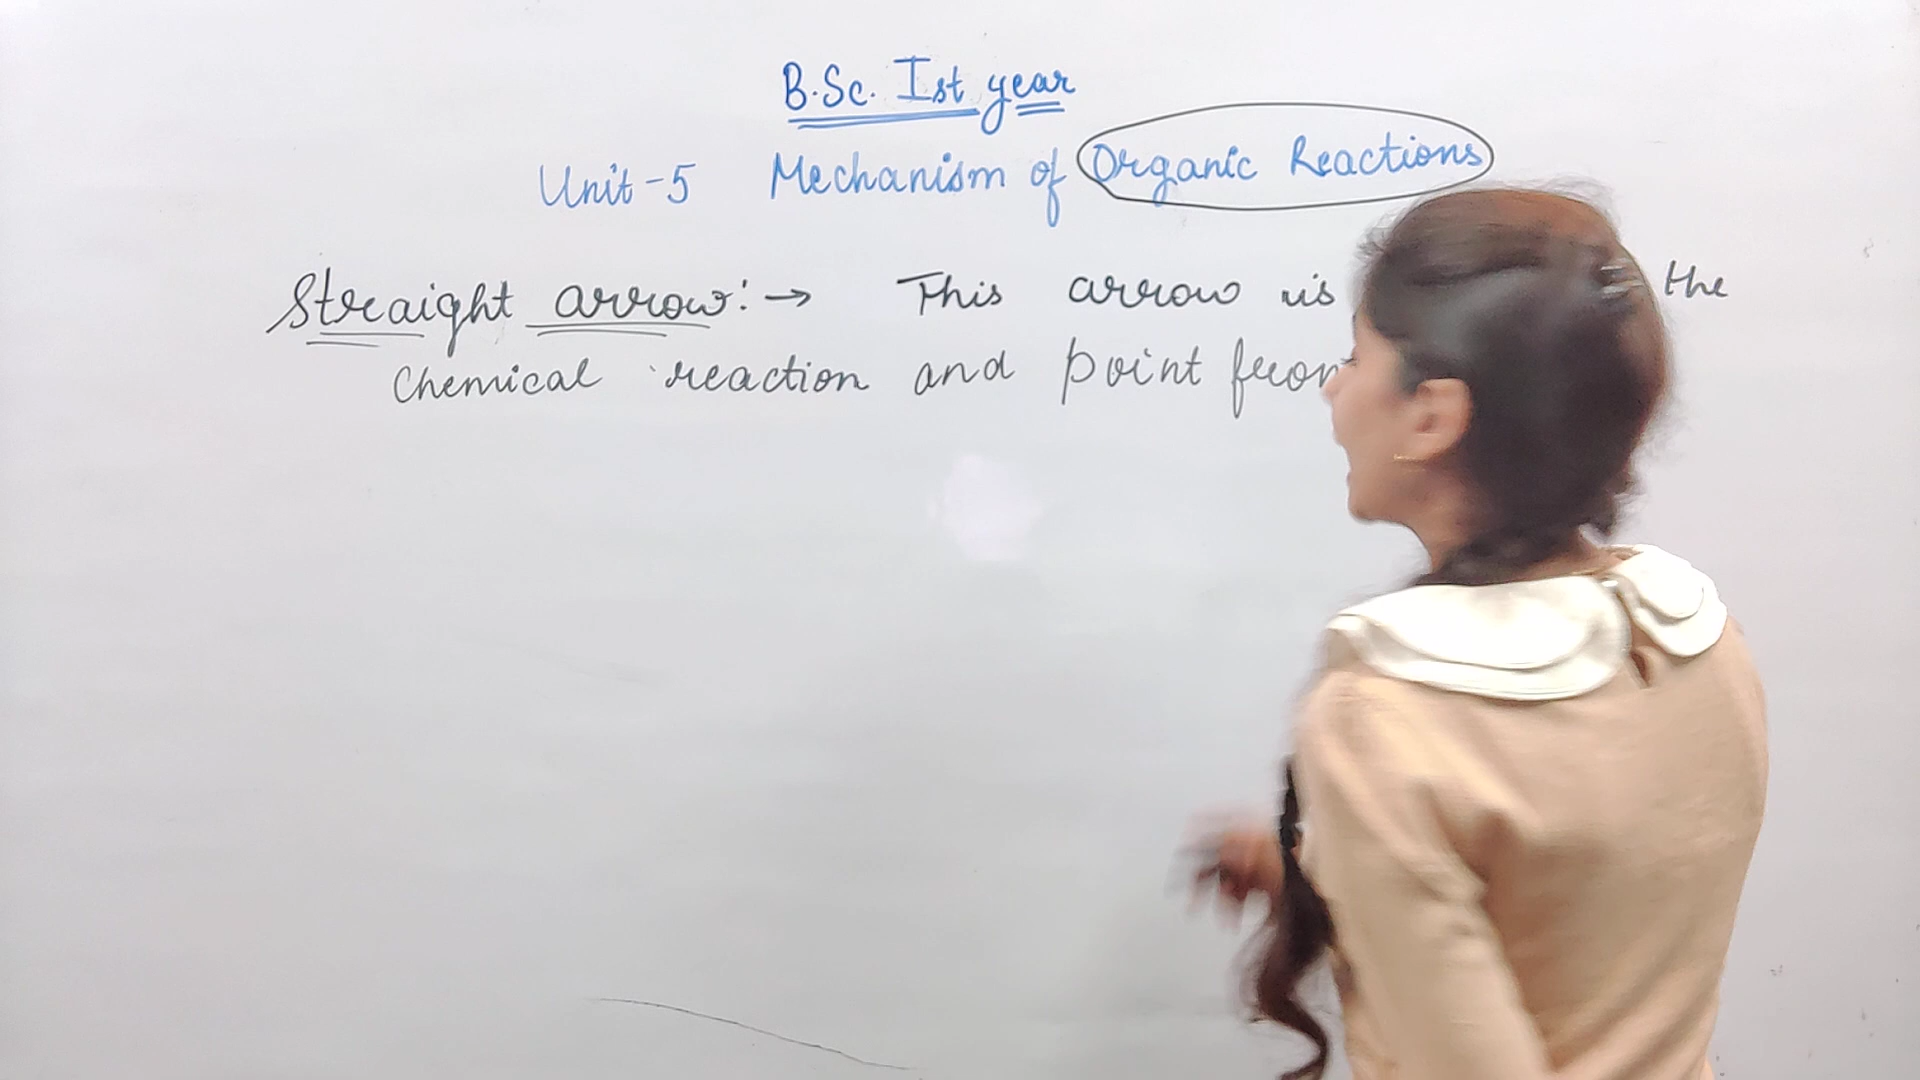 B.Sc. Ist year
Unit-5 Mechanism of Organic Reactions
Straight arrow:→ This arrow is the
Chemical reaction and point from